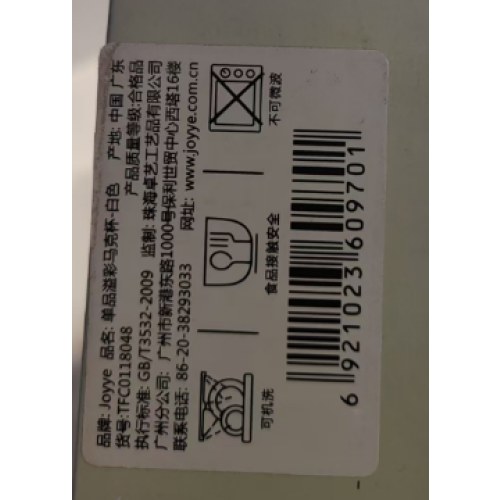 品牌: Joyye 品名: 单品溢彩马克杯-白色 产地: 中国 广东
货号:TFC0118048 产品质量等级:合格品
执行标准: GB/T3532-2009 监制: 珠海卓艺工艺品有限公司
广州分公司: 广州市新港东路1000号保利世贸中心西塔16楼
联系电话: 86-20-38293033 网址: www.joyye.com.cn
可机洗
食品接触安全
不可微波
6 921023 609701